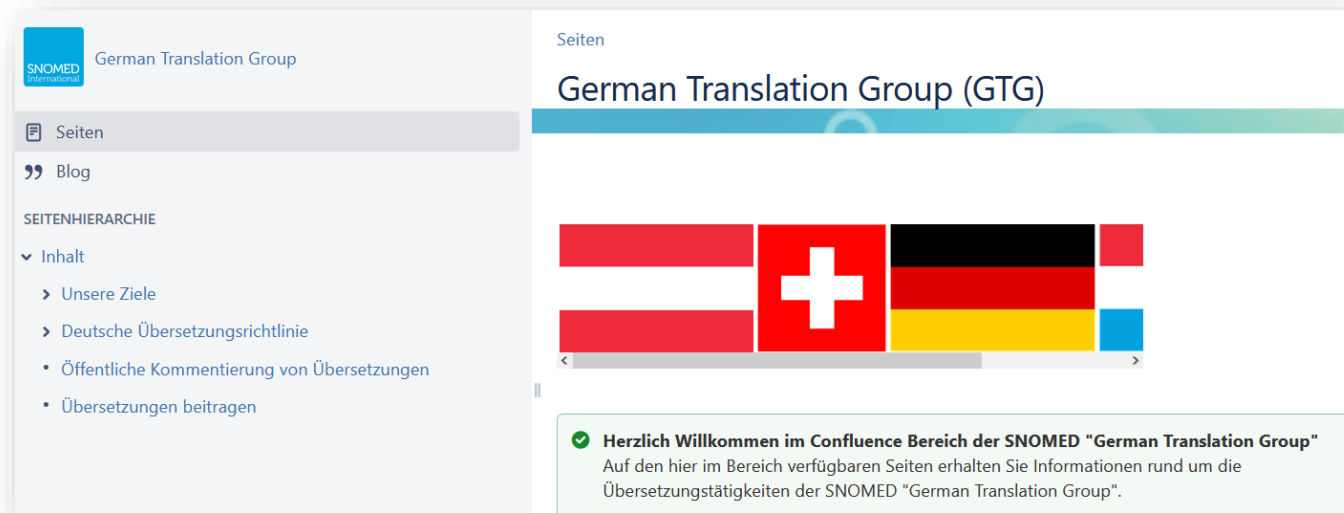 SNOMED
International
German Translation Group
Seiten
Blog
SEITENHIERARCHIE
Inhalt
Unsere Ziele
Deutsche Übersetzungsrichtlinie
Öffentliche Kommentierung von Übersetzungen
Übersetzungen beitragen
Seiten
German Translation Group (GTG)
Herzlich Willkommen im Confluence Bereich der SNOMED "German Translation Group"
Auf den hier im Bereich verfügbaren Seiten erhalten Sie Informationen rund um die
Übersetzungstätigkeiten der SNOMED "German Translation Group".